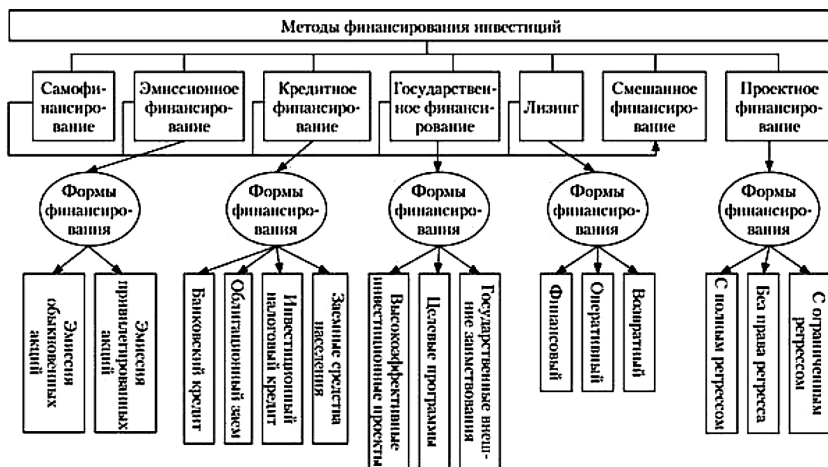 Методы финансирования инвестиций
Самофи-
нансиро-
вание
Эмиссионное
финансиро-
вание
Кредитное
финанси-
рование
Государствен-
ное финанси-
рование
Лизинг
Смешанное
финансиро-
вание
Проектное
финансиро-
вание
Формы
финансиро-
вания
Формы
финансиро-
вания
Формы
финансиро-
вания
Формы
финансиро-
вания
Формы
финансиро-
вания
Эмиссия
обыкновенных
акций
Эмиссия
привилегированных
акций
Банковский кредит
Облигационный заем
Инвестиционный
налоговый кредит
Заемные средства
населения
Высокоэффективные
инвестиционные проекты
Целевые программы
Государственные внеш-
ние заимствования
Финансовый
Оперативный
Возвратный
С полным регрессом
Без права регресса
С ограниченным
регрессом